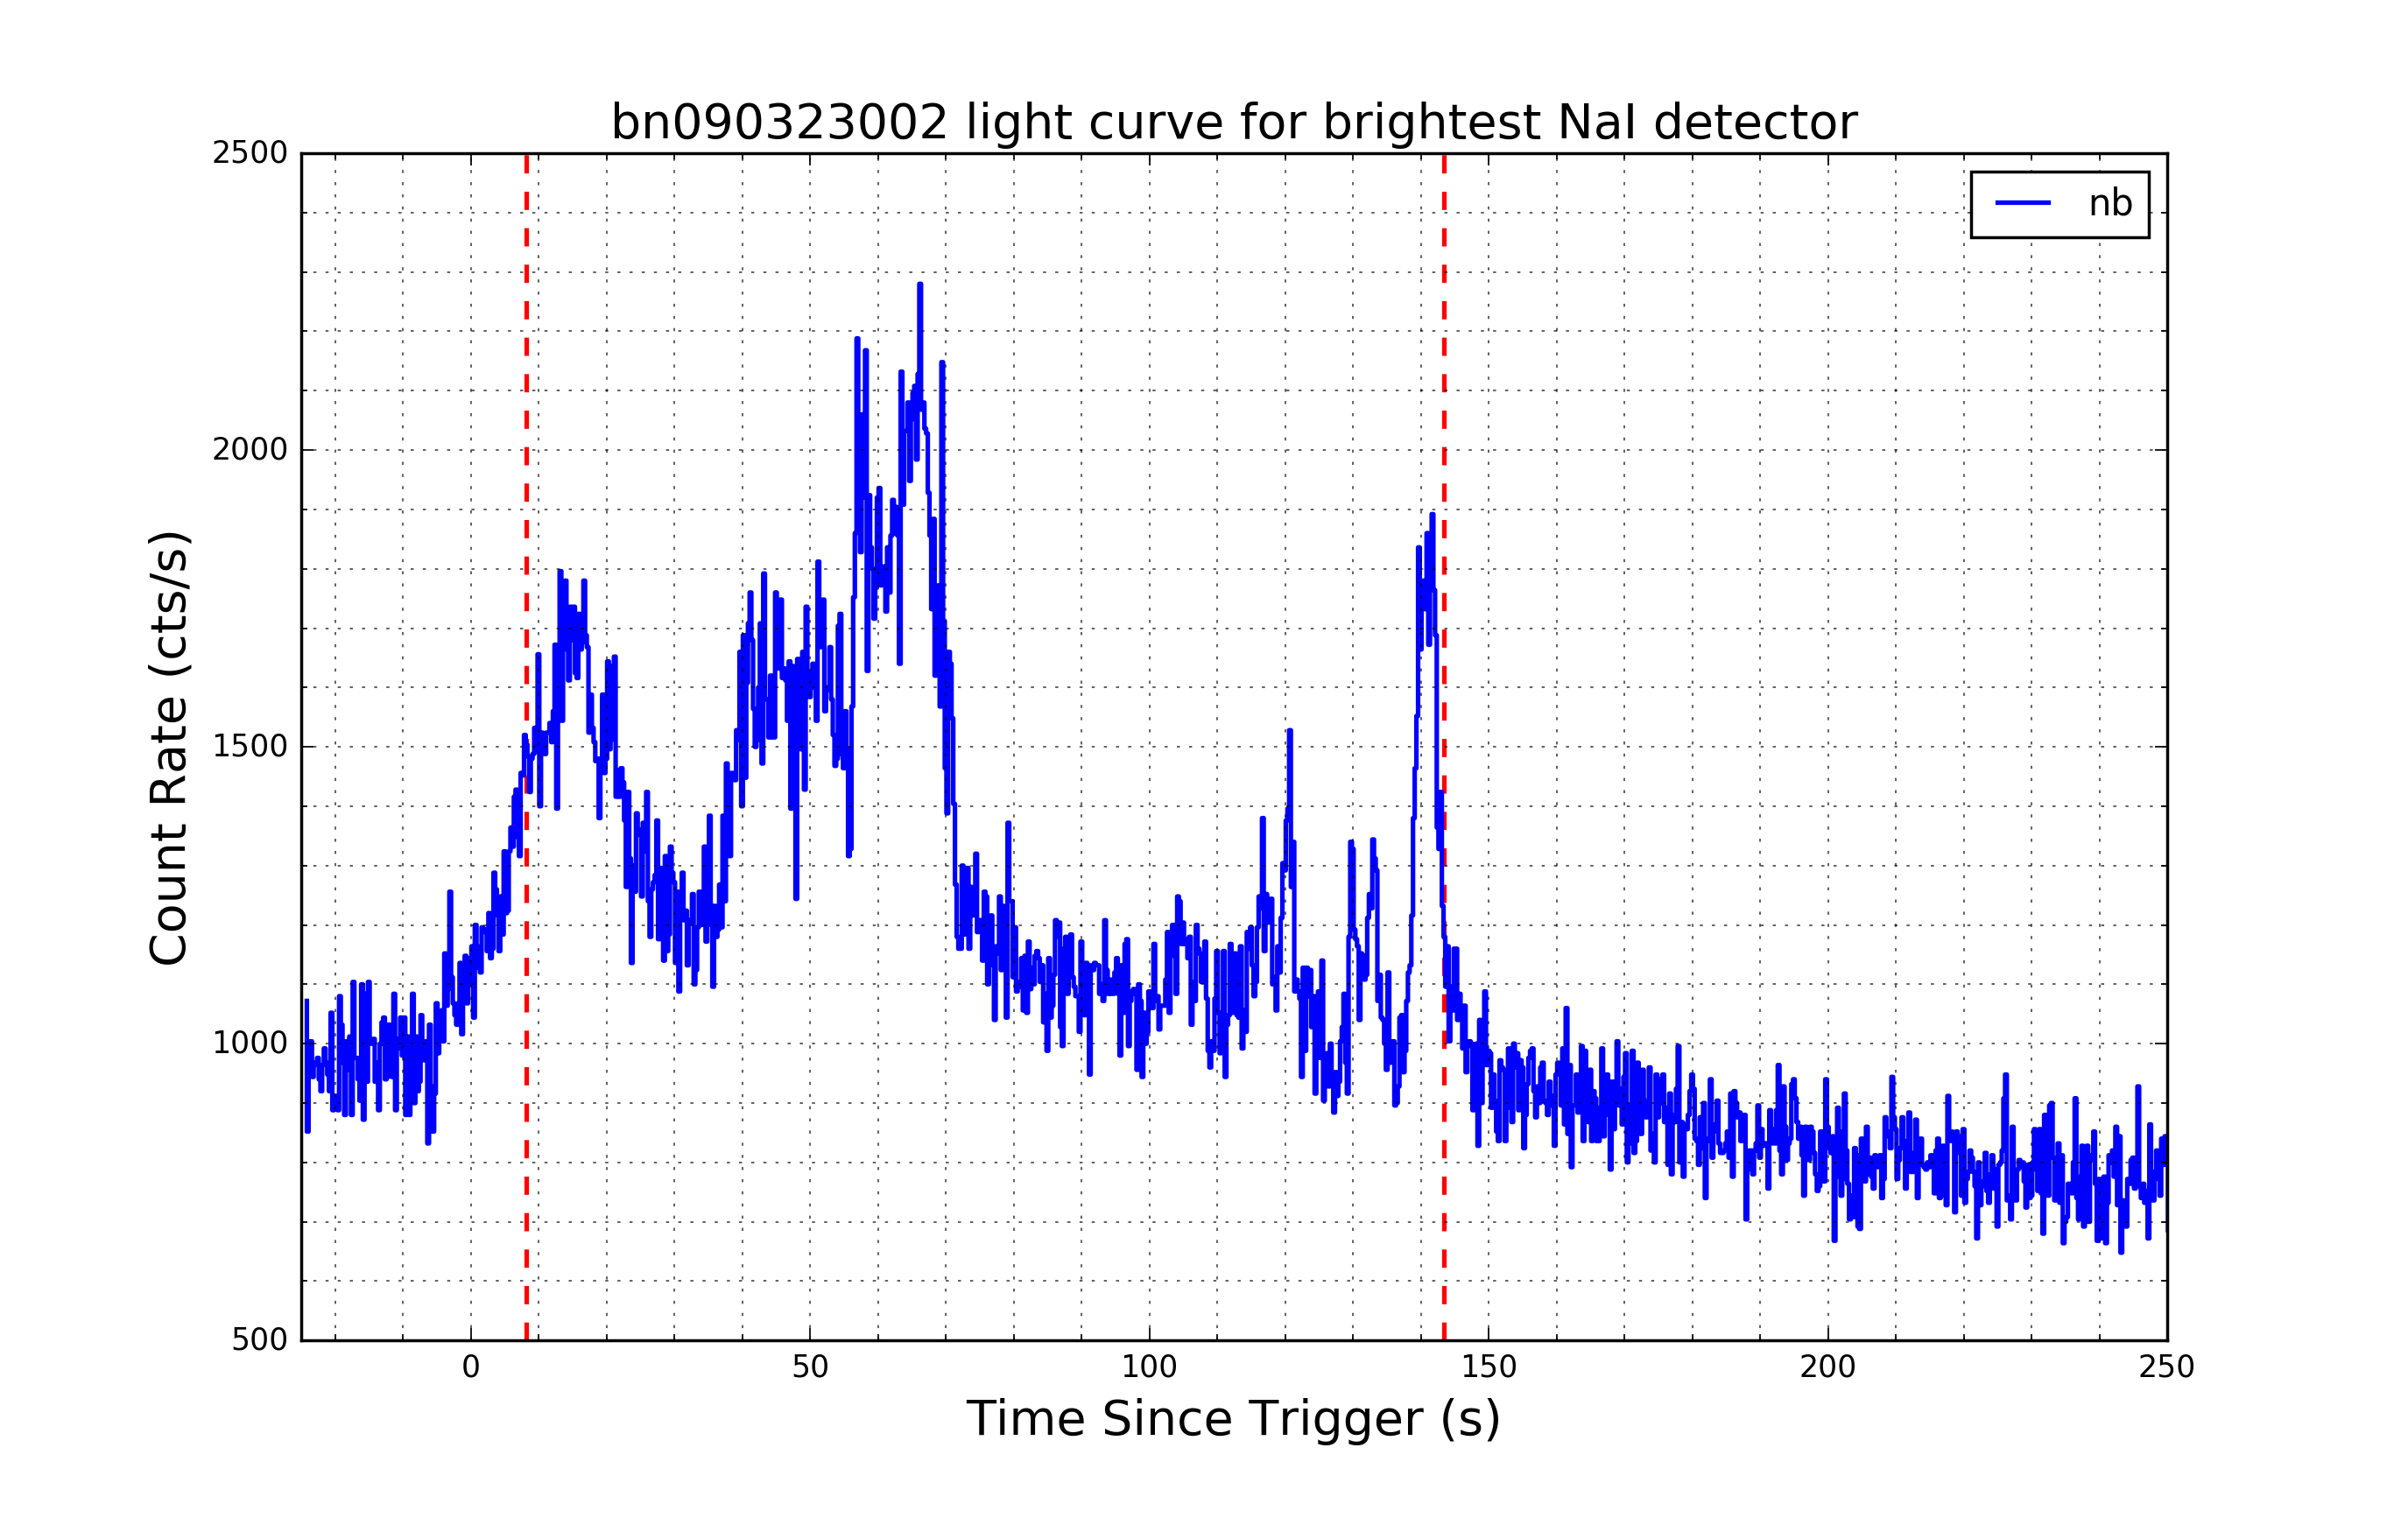 bn090323002 light curve for brightest NaI detector
2500
2000
1500
1000
500
Count Rate (cts/s)
nb
0 50 100 150 200 250
Time Since Trigger (s)